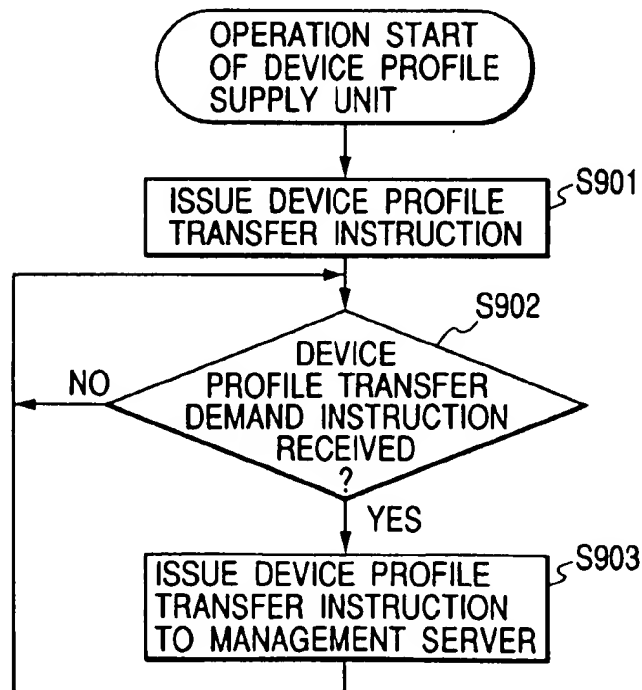 OPERATION START
OF DEVICE PROFILE
SUPPLY UNIT
S901
ISSUE DEVICE PROFILE
TRANSFER INSTRUCTION
S902
DEVICE
PROFILE TRANSFER
DEMAND INSTRUCTION
RECEIVED
?
NO
YES
S903
ISSUE DEVICE PROFILE
TRANSFER INSTRUCTION
TO MANAGEMENT SERVER